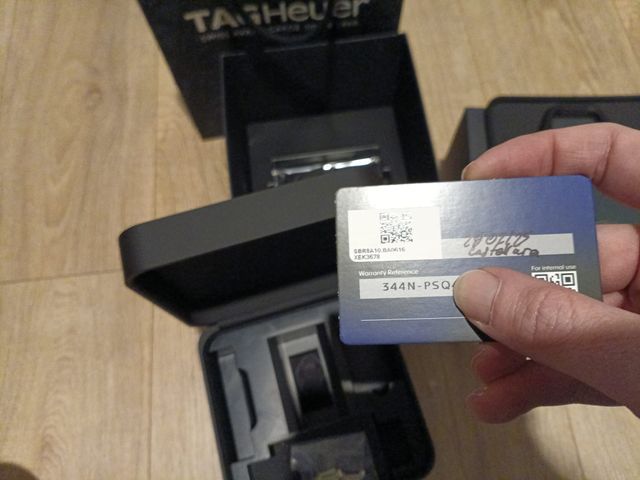 TAGHeuer
SBR8A10.BA0616
XEK3678
Warranty Reference
344N-PSQ
For internal use